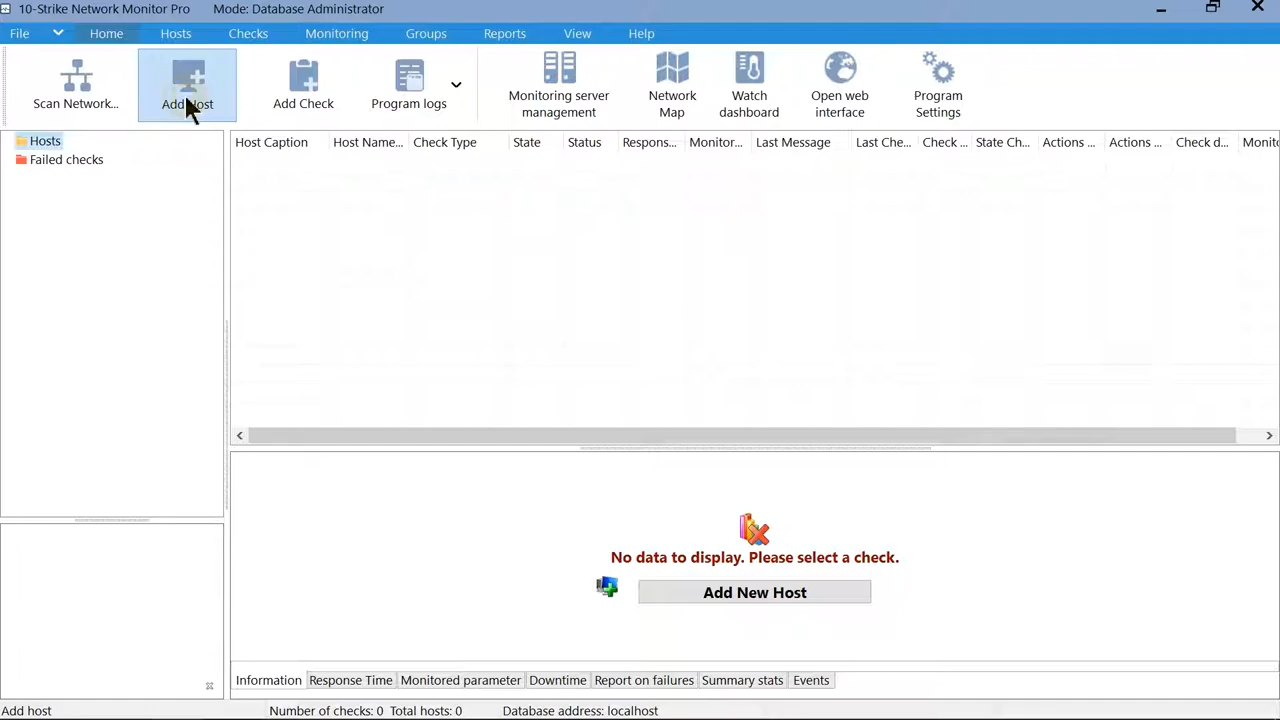 10-Strike Network Monitor Pro Mode: Database Administrator
File Home Hosts Checks Monitoring Groups Reports View Help
Scan Network... Add Host Add Check Program logs
Monitoring server
management
Network
Map
Watch
dashboard
Open web
interface
Program
Settings
Hosts
Failed checks
Host Caption Host Name... Check Type State Status Respons... Monitor... Last Message Last Che... Check ... State Ch... Actions ... Actions ... Check d... Monito
No data to display. Please select a check.
Add New Host
Information Response Time Monitored parameter Downtime Report on failures Summary stats Events
Add host Number of checks: 0 Total hosts: 0 Database address: localhost